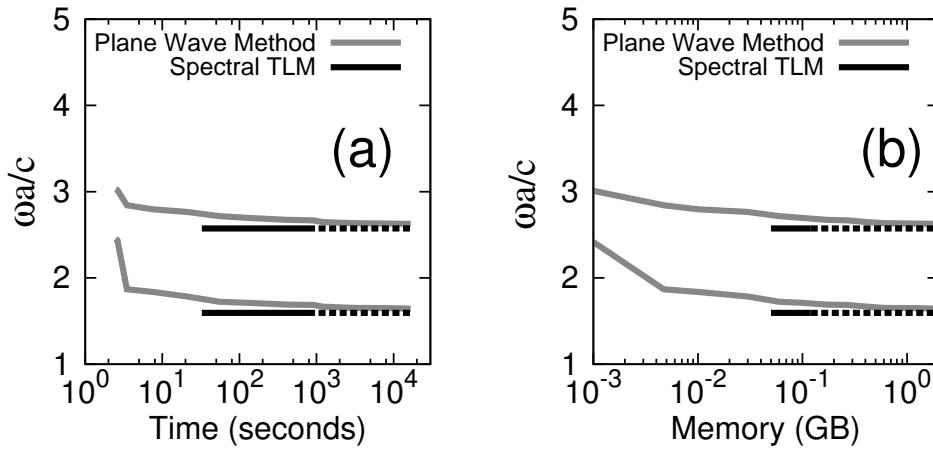 5
4
3
2
1
ωa/c
Plane Wave Method
Spectral TLM
(a)
10^0 10^1 10^2 10^3 10^4
Time (seconds)
5
4
3
2
1
ωa/c
Plane Wave Method
Spectral TLM
(b)
10^-3 10^-2 10^-1 10^0
Memory (GB)